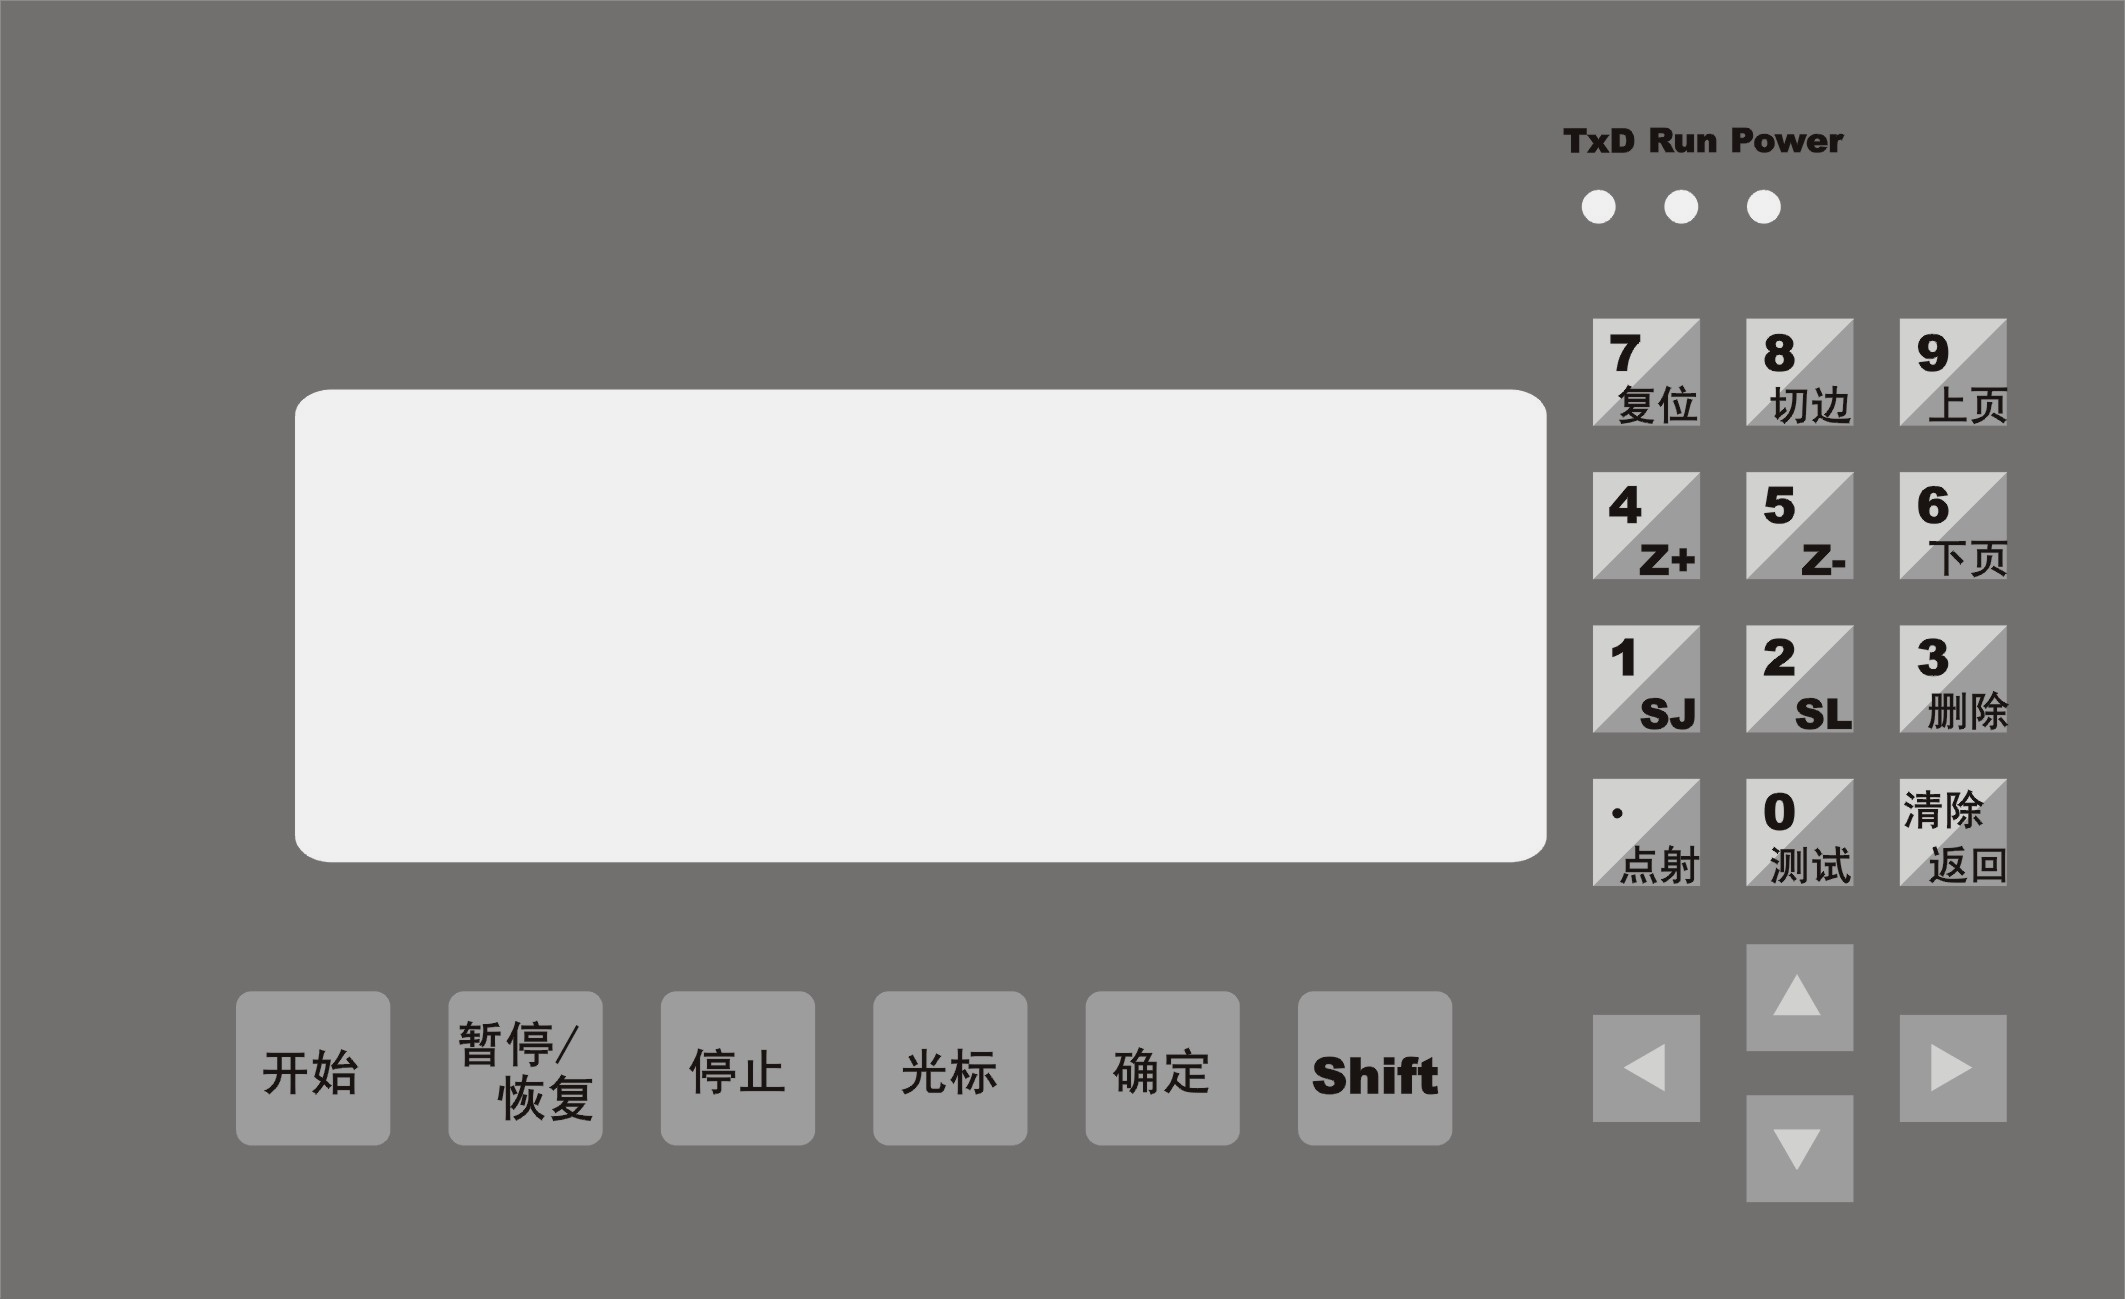 TxD Run Power
7 8 9
复位 切边 上页
4 5 6
Z+ Z- 下页
1 2 3
SJ SL 删除
· 0 清除
点射 测试 返回
开始 暂停/ 停止 光标 确定 Shift
恢复